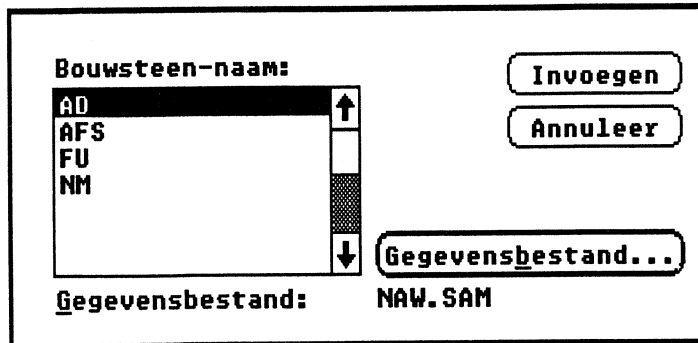 Bouwsteen-naam:
AD
AFS
FU
NM
Invoegen
Annuleer
Gegevensbestand...
Gegevensbestand: NAW.SAM